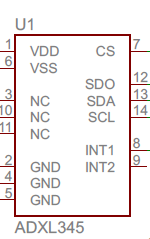 U1
1 VDD CS 7
6 VSS
SDO 12
3 NC SDA 13
10 NC SCL 14
11 NC
INT1 8
2 GND INT2 9
4 GND
5 GND
ADXL345